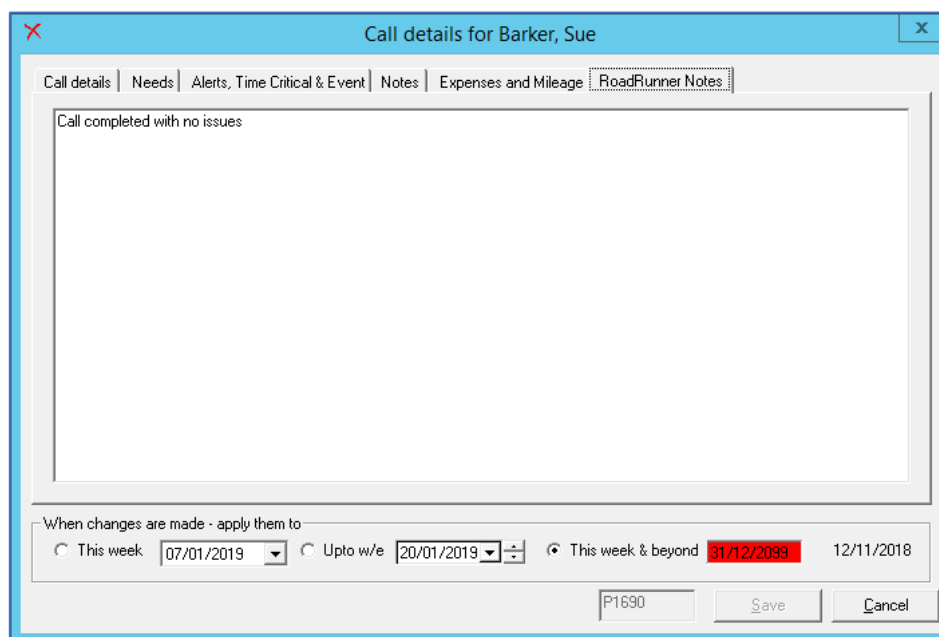 Call details for Barker, Sue
x
Call details Needs Alerts, Time Critical & Event Notes Expenses and Mileage RoadRunner Notes
Call completed with no issues
When changes are made - apply them to
This week 07/01/2019 Upto w/e 20/01/2019 This week & beyond 31/12/2099 12/11/2018
P1690 Save Cancel